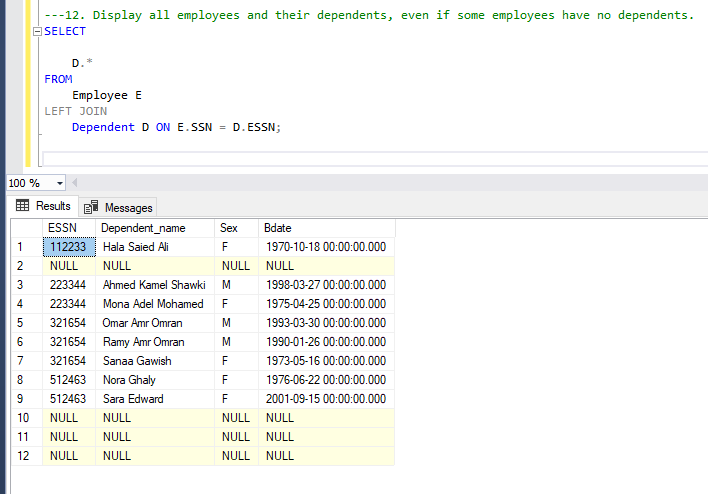 ---12. Display all employees and their dependents, even if some employees have no dependents.
SELECT
D.*
FROM
Employee E
LEFT JOIN
Dependent D ON E.SSN = D.ESSN;
100 %
Results Messages
ESSN Dependent_name Sex Bdate
1 112233 Hala Saied Ali F 1970-10-18 00:00:00.000
2 NULL NULL NULL NULL
3 223344 Ahmed Kamel Shawki M 1998-03-27 00:00:00.000
4 223344 Mona Adel Mohamed F 1975-04-25 00:00:00.000
5 321654 Omar Amr Omran M 1993-03-30 00:00:00.000
6 321654 Ramy Amr Omran M 1990-01-26 00:00:00.000
7 321654 Sanaa Gawish F 1973-05-16 00:00:00.000
8 512463 Nora Ghaly F 1976-06-22 00:00:00.000
9 512463 Sara Edward F 2001-09-15 00:00:00.000
10 NULL NULL NULL NULL
11 NULL NULL NULL NULL
12 NULL NULL NULL NULL